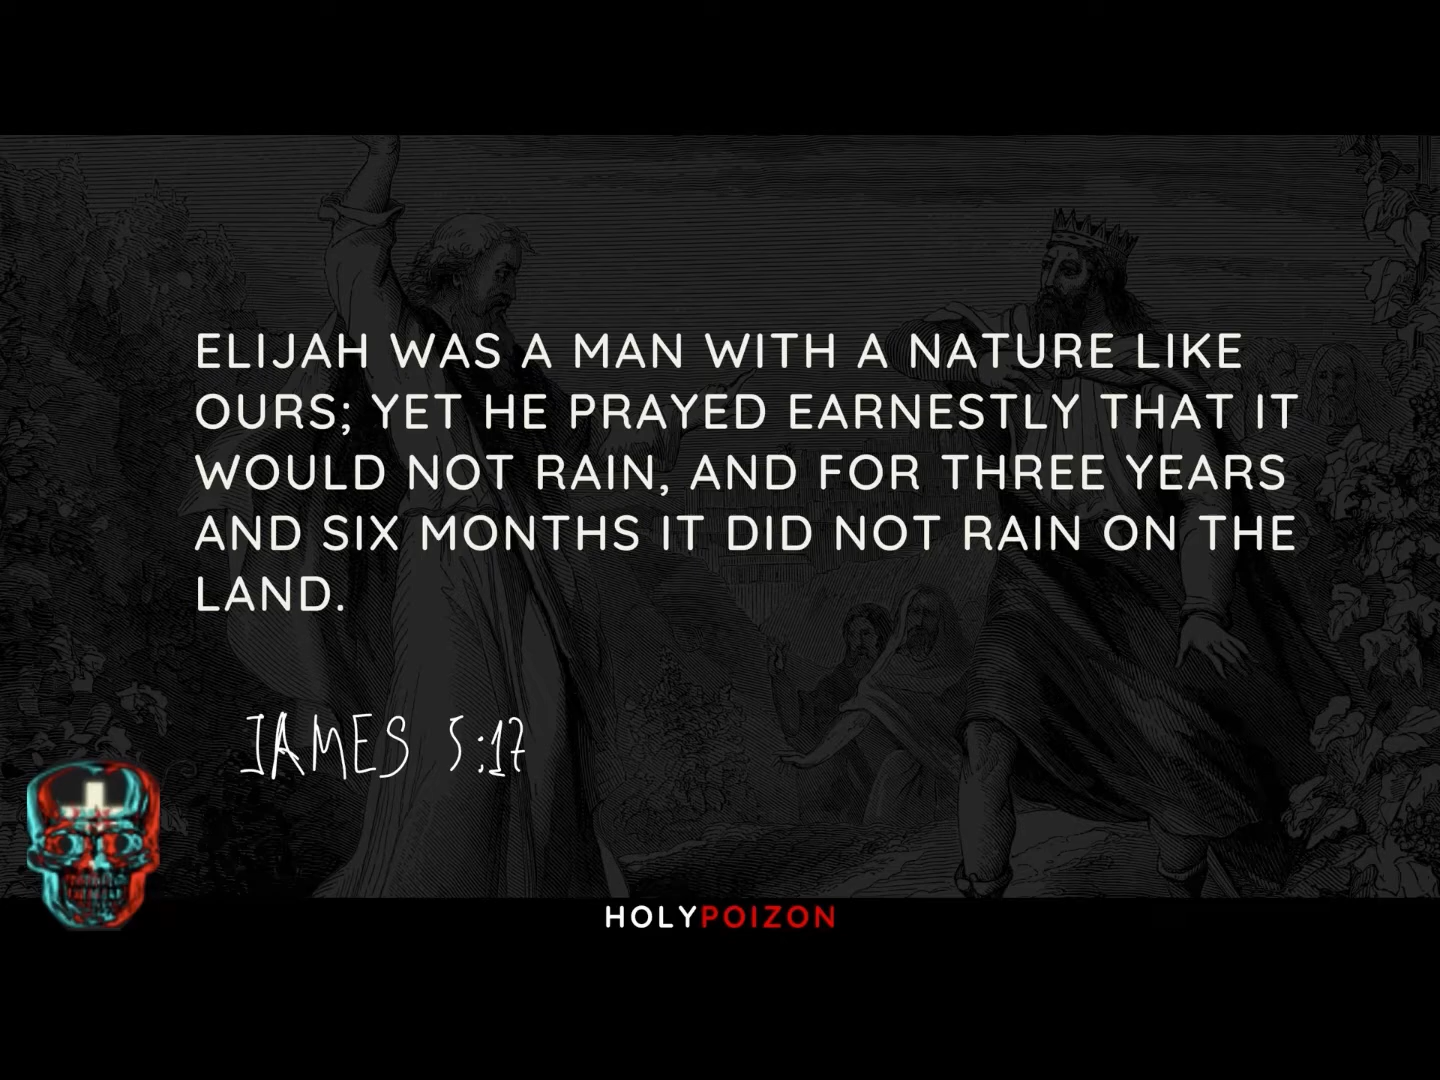 ELIJAH WAS A MAN WITH A NATURE LIKE
OURS; YET HE PRAYED EARNESTLY THAT IT
WOULD NOT RAIN, AND FOR THREE YEARS
AND SIX MONTHS IT DID NOT RAIN ON THE
LAND.
JAMES 5:17
HOLYPOIZON